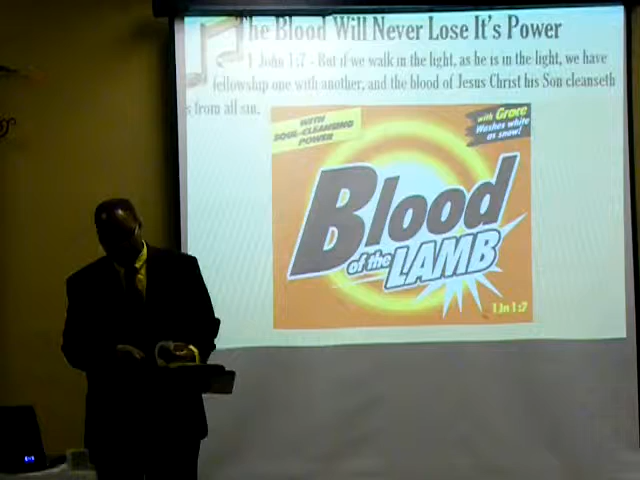 The Blood Will Never Lose It's Power
1 John 1:7 - But if we walk in the light, as he is in the light, we have
fellowship one with another, and the blood of Jesus Christ his Son cleanseth
s from all sin.
WITH
SOUL-CLEANSING
POWER
with Grace
Washes white
as snow!
Blood
of the LAMB
1 Jn 1:7